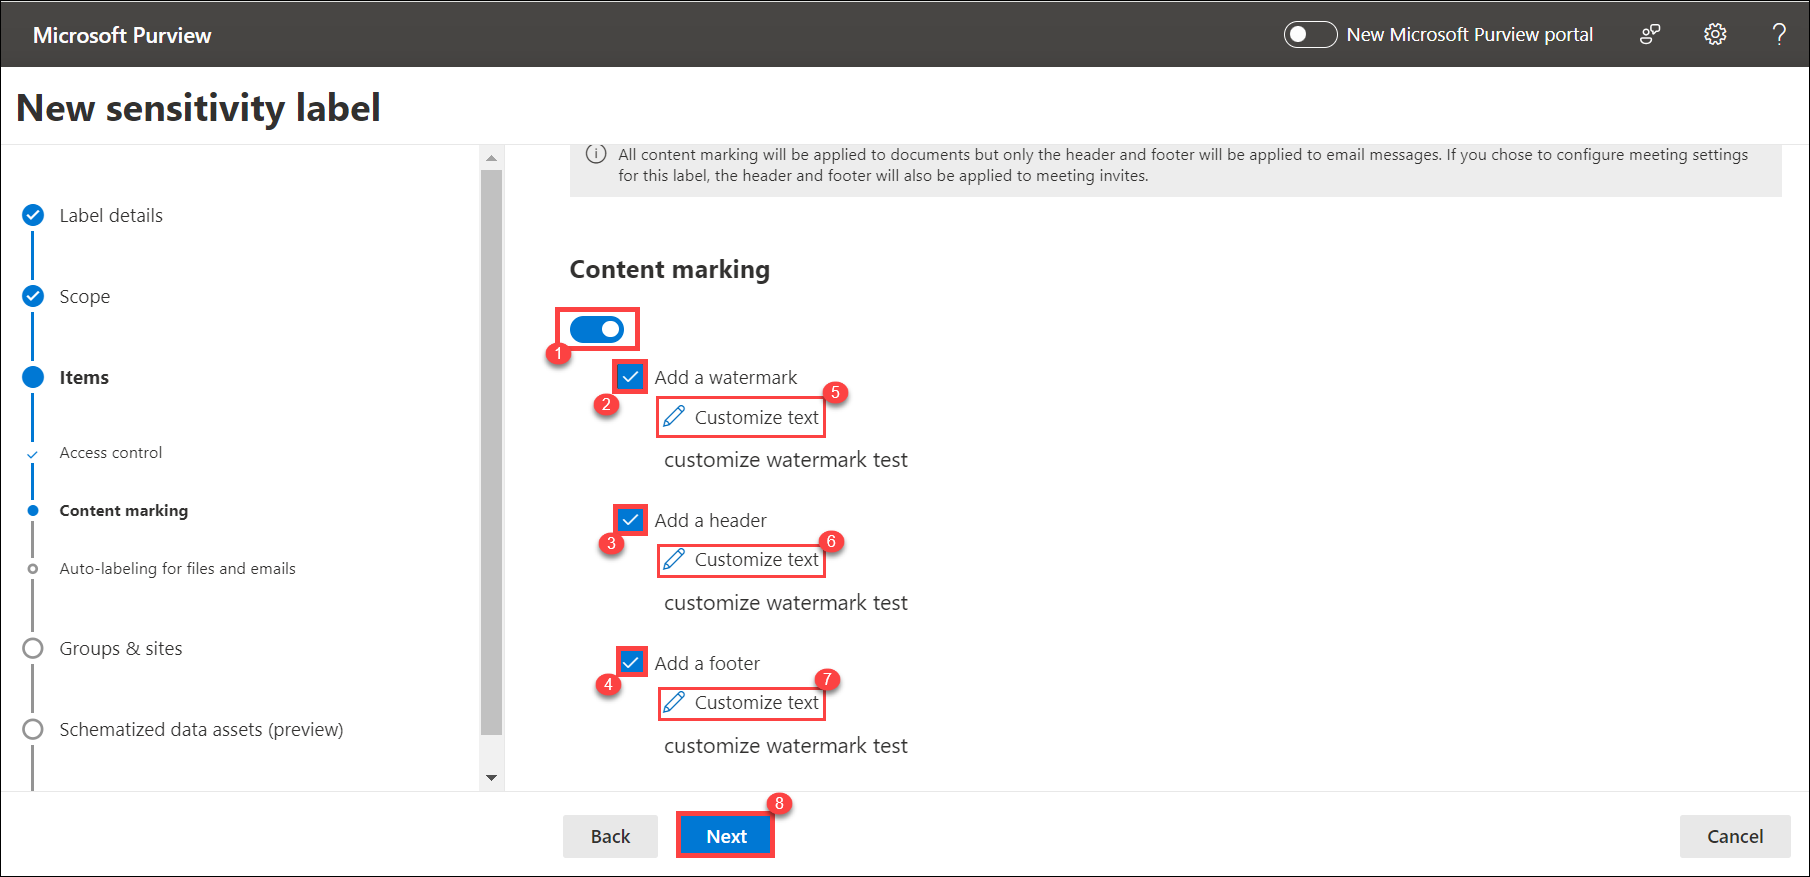 Microsoft Purview
New Microsoft Purview portal
?
New sensitivity label
Label details
Scope
Items
Access control
Content marking
Auto-labeling for files and emails
Groups & sites
Schematized data assets (preview)
All content marking will be applied to documents but only the header and footer will be applied to email messages. If you chose to configure meeting settings
for this label, the header and footer will also be applied to meeting invites.
Content marking
1
2
Add a watermark
5
Customize text
customize watermark test
3
Add a header
6
Customize text
customize watermark test
4
Add a footer
7
Customize text
customize watermark test
8
Back
Next
Cancel